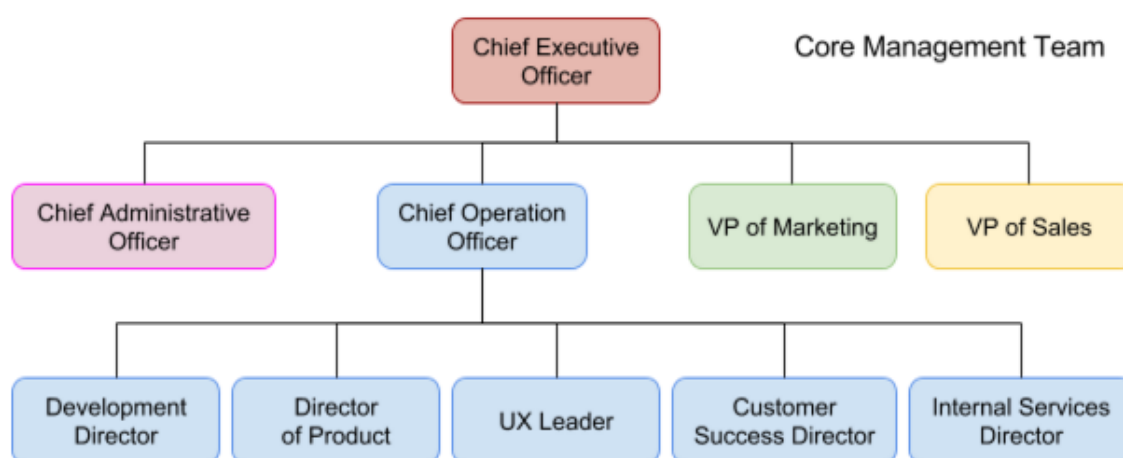 Chief Executive
Officer
Core Management Team
Chief Administrative
Officer
Chief Operation
Officer
VP of Marketing
VP of Sales
Development
Director
Director
of Product
UX Leader
Customer
Success Director
Internal Services
Director